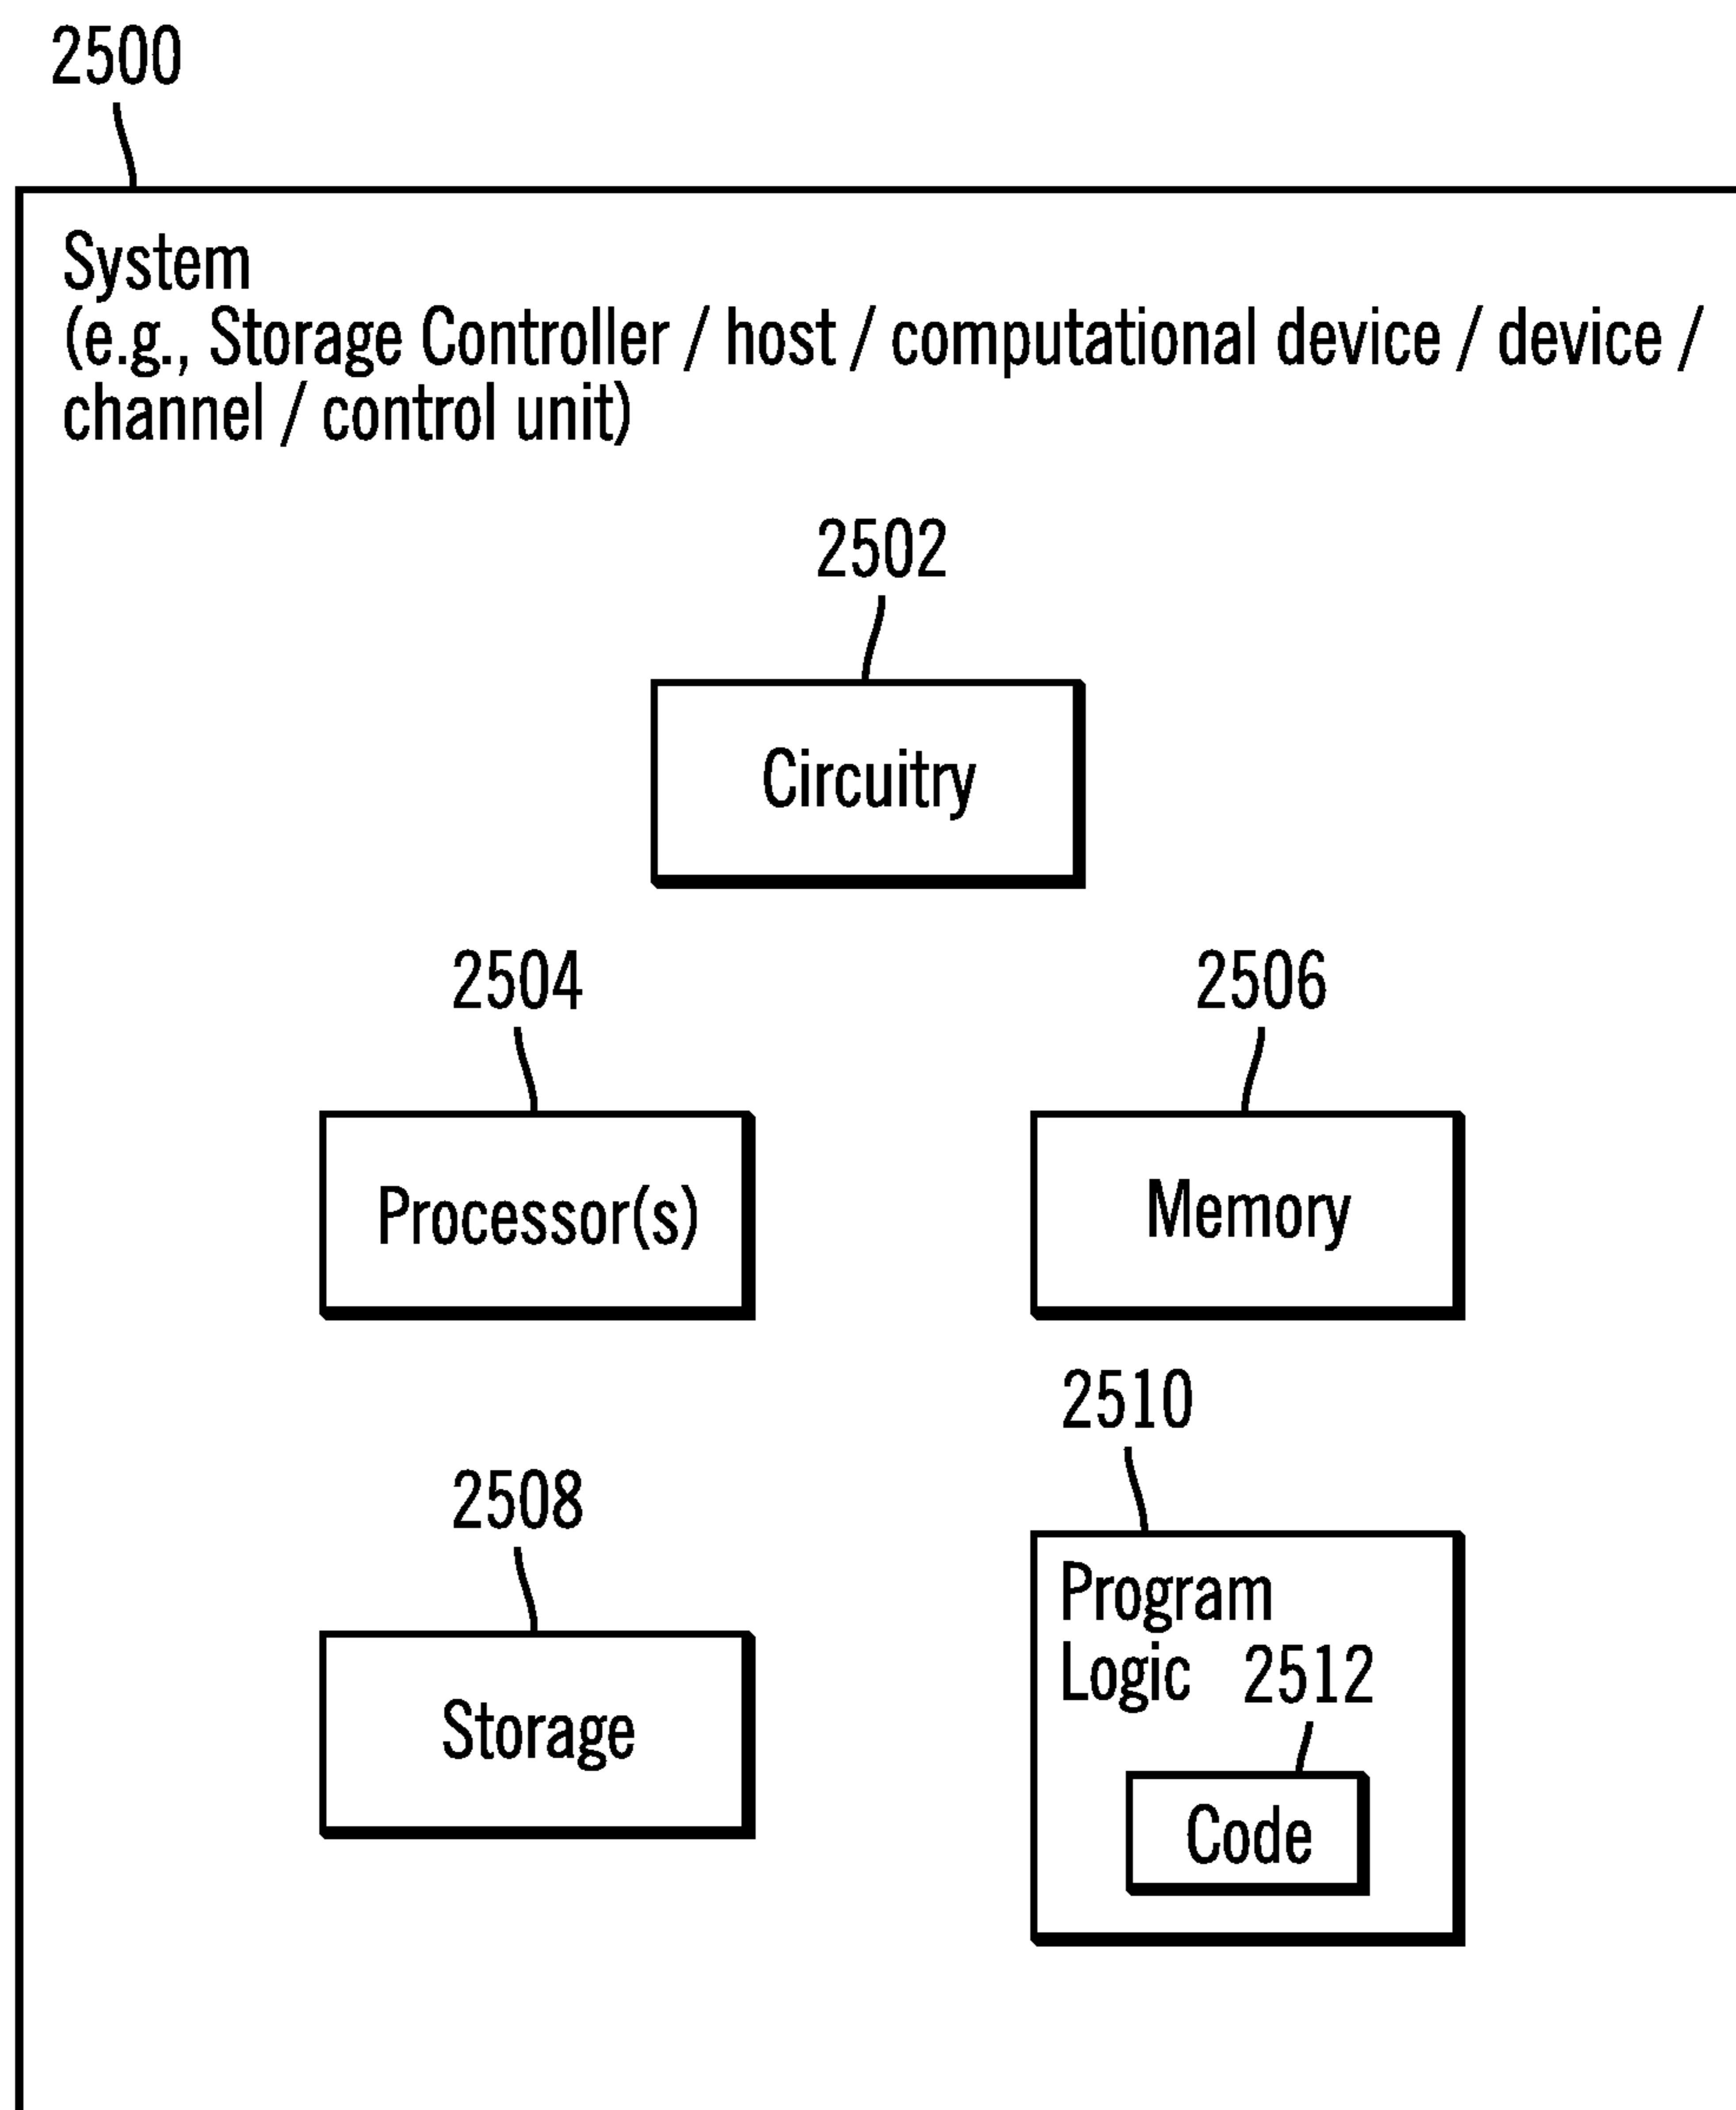 2500
System
(e.g., Storage Controller / host / computational device / device /
channel / control unit)
2502
Circuitry
2504
2506
Processor(s)
Memory
2510
2508
Program
Logic 2512
Storage
Code